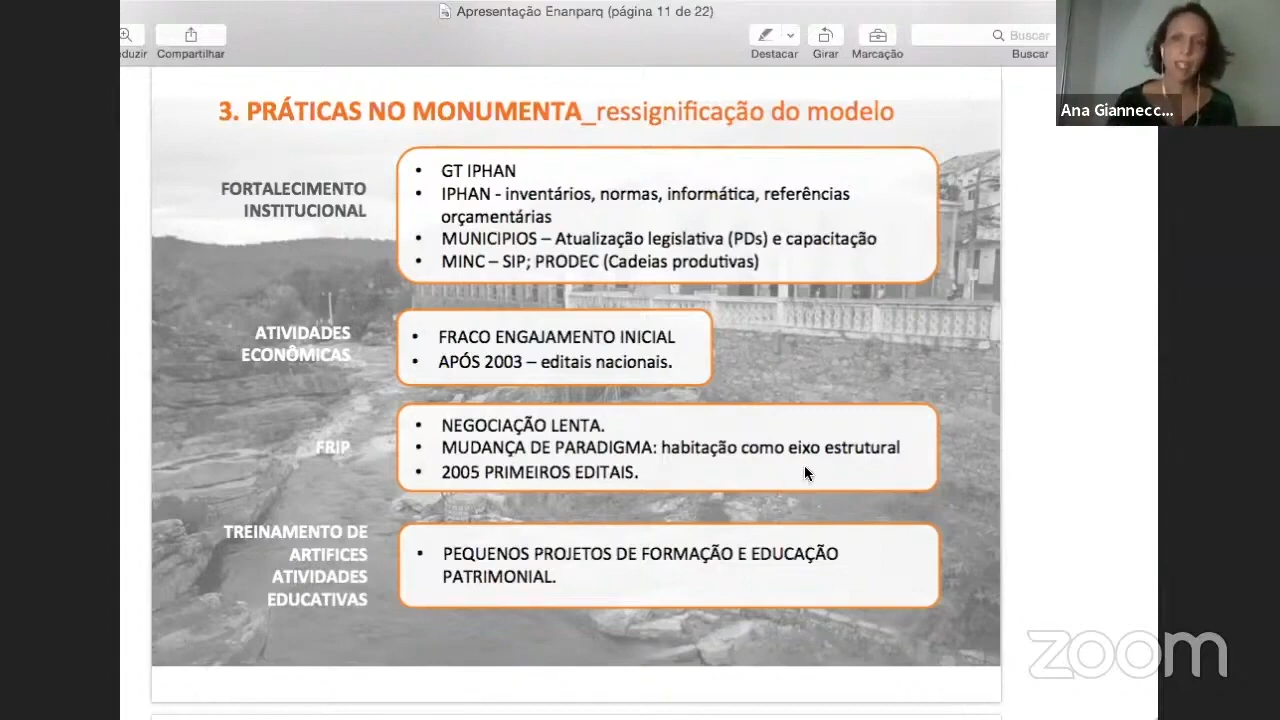 Apresentação Enanparq (página 11 de 22)
duzir
Compartilhar
Destacar
Girar
Marcação
Buscar
Buscar
Ana Giannecc...
3. PRÁTICAS NO MONUMENTA_ressignificação do modelo
FORTALECIMENTO
INSTITUCIONAL
• GT IPHAN
• IPHAN - inventários, normas, informática, referências
orçamentárias
• MUNICIPIOS – Atualização legislativa (PDs) e capacitação
• MINC – SIP; PRODEC (Cadeias produtivas)
ATIVIDADES
ECONÔMICAS
• FRACO ENGAJAMENTO INICIAL
• APÓS 2003 – editais nacionais.
FRIP
• NEGOCIAÇÃO LENTA.
• MUDANÇA DE PARADIGMA: habitação como eixo estrutural
• 2005 PRIMEIROS EDITAIS.
TREINAMENTO DE
ARTIFICES
ATIVIDADES
EDUCATIVAS
• PEQUENOS PROJETOS DE FORMAÇÃO E EDUCAÇÃO
PATRIMONIAL.
zoom